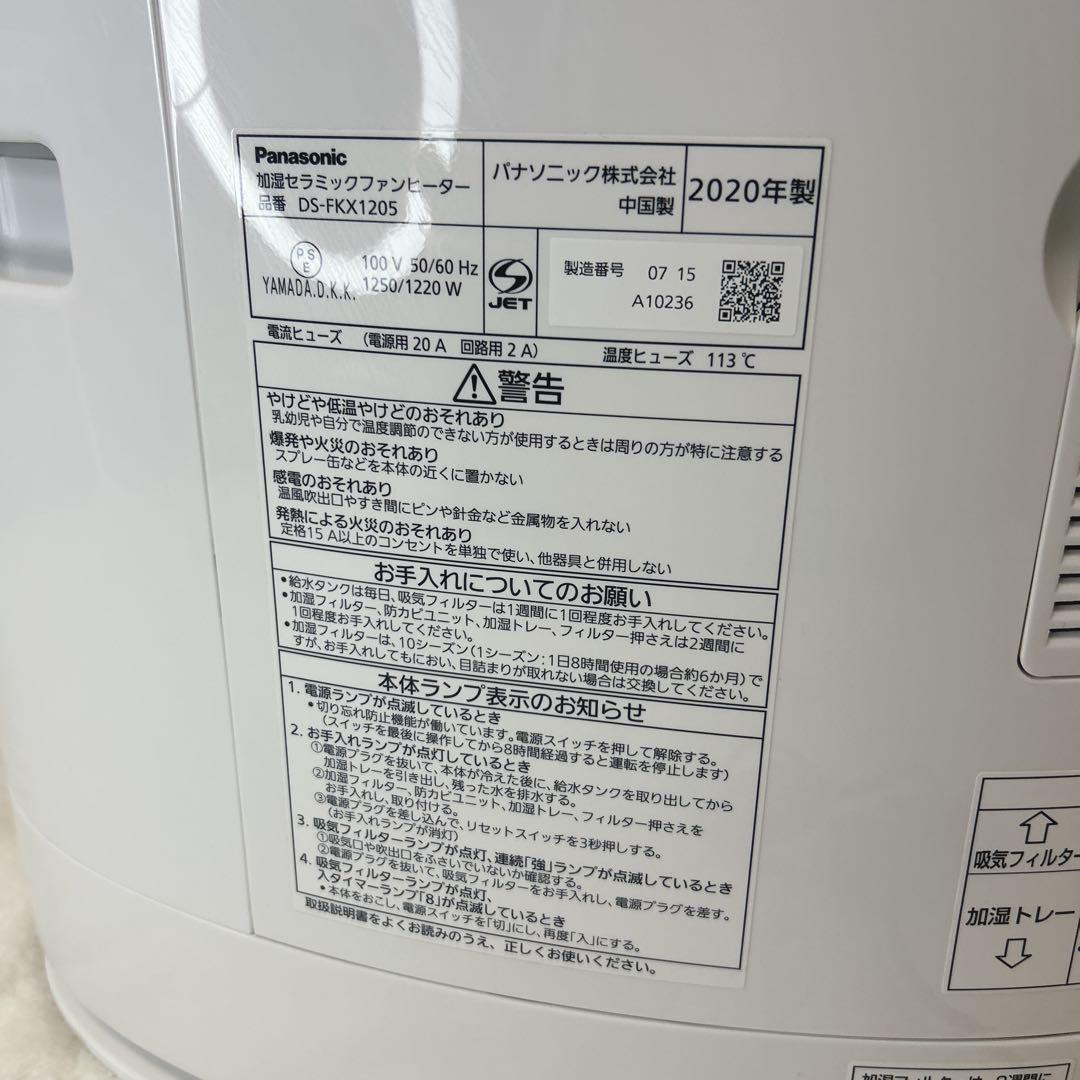 Panasonic
加湿セラミックファンヒーター
品番 DS-FKX1205
パナソニック株式会社
中国製
2020年製
PSE
YAMADA.D.K.K.
100 V 50/60 Hz
1250/1220 W
JET
製造番号 07 15
A10236
電流ヒューズ (電源用 20 A 回路用 2 A)
温度ヒューズ 113 ℃
警告
やけどや低温やけどのおそれあり
乳幼児や自分で温度調節のできない方が使用するときは周りの方が特に注意する
爆発や火災のおそれあり
スプレー缶などを本体の近くに置かない
感電のおそれあり
温風吹出口やすき間にピンや針金など金属物を入れない
発熱による火災のおそれあり
定格15 A以上のコンセントを単独で使い、他器具と併用しない
お手入れについてのお願い
●給水タンクは毎日、吸気フィルターは1週間に1回程度お手入れしてください。
●加湿フィルター、防カビユニット、加湿トレー、フィルター押さえは2週間に
1回程度お手入れしてください。
●加湿フィルターは、10シーズン(1シーズン:1日8時間使用の場合約6か月)で
すが、お手入れしてもにおい、目詰まりが取れない場合は交換してください。
本体ランプ表示のお知らせ
1. 電源ランプが点滅しているとき
●切り忘れ防止機能が働いています。電源スイッチを押して解除する。
(スイッチを最後に操作してから8時間経過すると運転を停止します)
2. お手入れランプが点灯しているとき
①電源プラグを抜いて、本体が冷えた後に、給水タンクを取り出してから
加湿トレーを引き出し、残った水を排水する。
②加湿フィルター、防カビユニット、加湿トレー、フィルター押さえを
お手入れし、取り付ける。
③電源プラグを差し込んで、リセットスイッチを3秒押しする。
(お手入れランプが消灯)
3. 吸気フィルターランプが点灯、連続「強」ランプが点滅しているとき
①吸気口や吹出口をふさいでいないか確認する。
②電源プラグを抜いて、吸気フィルターをお手入れし、電源プラグを差す。
4. 吸気フィルターランプが点灯、
入タイマーランプ「8」が点滅しているとき
●本体をおこし、電源スイッチを「切」にし、再度「入」にする。
取扱説明書をよくお読みのうえ、正しくお使いください。
吸気フィルター
加湿トレー